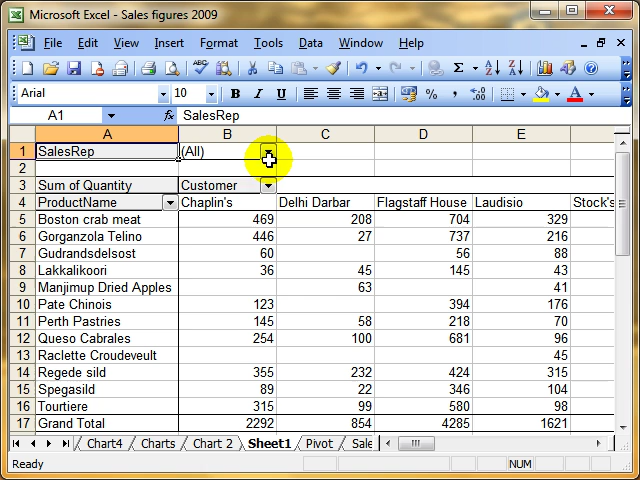 Microsoft Excel - Sales figures 2009
File Edit View Insert Format Tools Data Window Help
Arial 10 B I U % ,
A1 fx SalesRep
A B C D E
1 SalesRep (All)
2
3 Sum of Quantity Customer
4 ProductName Chaplin's Delhi Darbar Flagstaff House Laudisio Stock's
5 Boston crab meat 469 208 704 329
6 Gorganzola Telino 446 27 737 216
7 Gudrandsdelsost 60 56 88
8 Lakkalikoori 36 45 145 43
9 Manjimup Dried Apples 63 41
10 Pate Chinois 123 394 176
11 Perth Pastries 145 58 218 70
12 Queso Cabrales 254 100 681 96
13 Raclette Croudeveult 45
14 Regede sild 355 232 424 315
15 Spegasild 89 22 346 104
16 Tourtiere 315 99 580 98
17 Grand Total 2292 854 4285 1621
Chart4 Charts Chart 2 Sheet1 Pivot Sale
Ready NUM